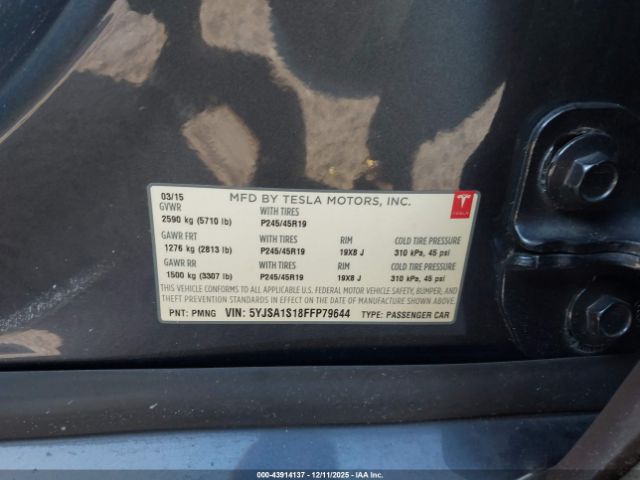 03/15 MFD BY TESLA MOTORS, INC.
GVWR WITH TIRES
2590 kg (5710 lb) P245/45R19
GAWR FRT WITH TIRES RIM COLD TIRE PRESSURE
1276 kg (2813 lb) P245/45R19 19X8 J 310 kPa, 45 psi
GAWR RR WITH TIRES RIM COLD TIRE PRESSURE
1500 kg (3307 lb) P245/45R19 19X8 J 310 kPa, 45 psi
THIS VEHICLE CONFORMS TO ALL APPLICABLE U.S. FEDERAL MOTOR VEHICLE SAFETY, BUMPER, AND
THEFT PREVENTION STANDARDS IN EFFECT ON THE DATE OF MANUFACTURE SHOWN ABOVE.
PNT: PMNG VIN: 5YJSA1S18FFP79644 TYPE: PASSENGER CAR
TESLA
000-43914137 - 12/11/2025 - IAAI.COM